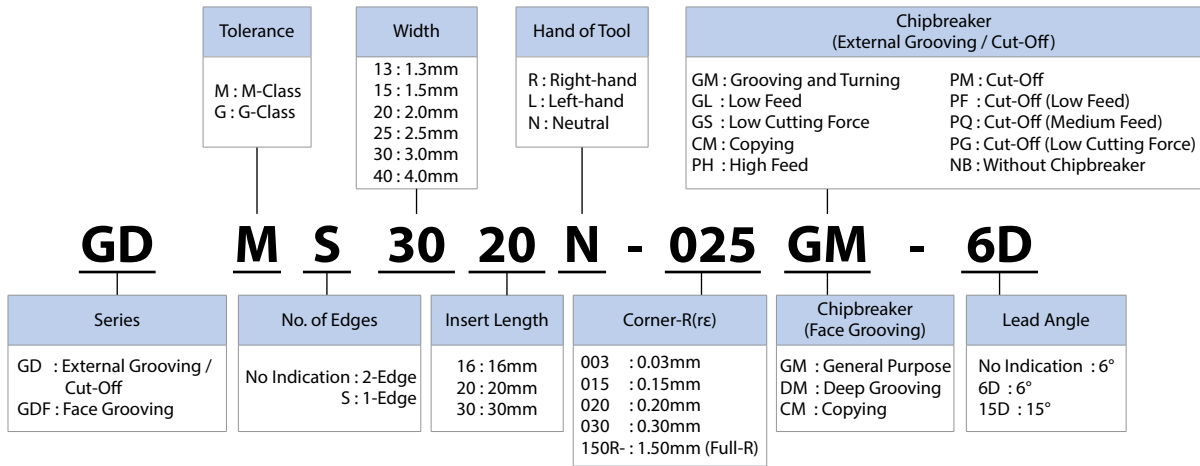 Tolerance
M : M-Class
G : G-Class
Width
13 : 1.3mm
15 : 1.5mm
20 : 2.0mm
25 : 2.5mm
30 : 3.0mm
40 : 4.0mm
Hand of Tool
R : Right-hand
L : Left-hand
N : Neutral
Chipbreaker
(External Grooving / Cut-Off)
GM : Grooving and Turning
GL : Low Feed
GS : Low Cutting Force
CM : Copying
PH : High Feed
PM : Cut-Off
PF : Cut-Off (Low Feed)
PQ : Cut-Off (Medium Feed)
PG : Cut-Off (Low Cutting Force)
NB : Without Chipbreaker
GD M S 30 20 N - 025 GM - 6D
Series
GD : External Grooving /
Cut-Off
GDF : Face Grooving
No. of Edges
No Indication : 2-Edge
S : 1-Edge
Insert Length
16 : 16mm
20 : 20mm
30 : 30mm
Corner-R(rε)
003 : 0.03mm
015 : 0.15mm
020 : 0.20mm
030 : 0.30mm
150R- : 1.50mm (Full-R)
Chipbreaker
(Face Grooving)
GM : General Purpose
DM : Deep Grooving
CM : Copying
Lead Angle
No Indication : 6°
6D : 6°
15D : 15°